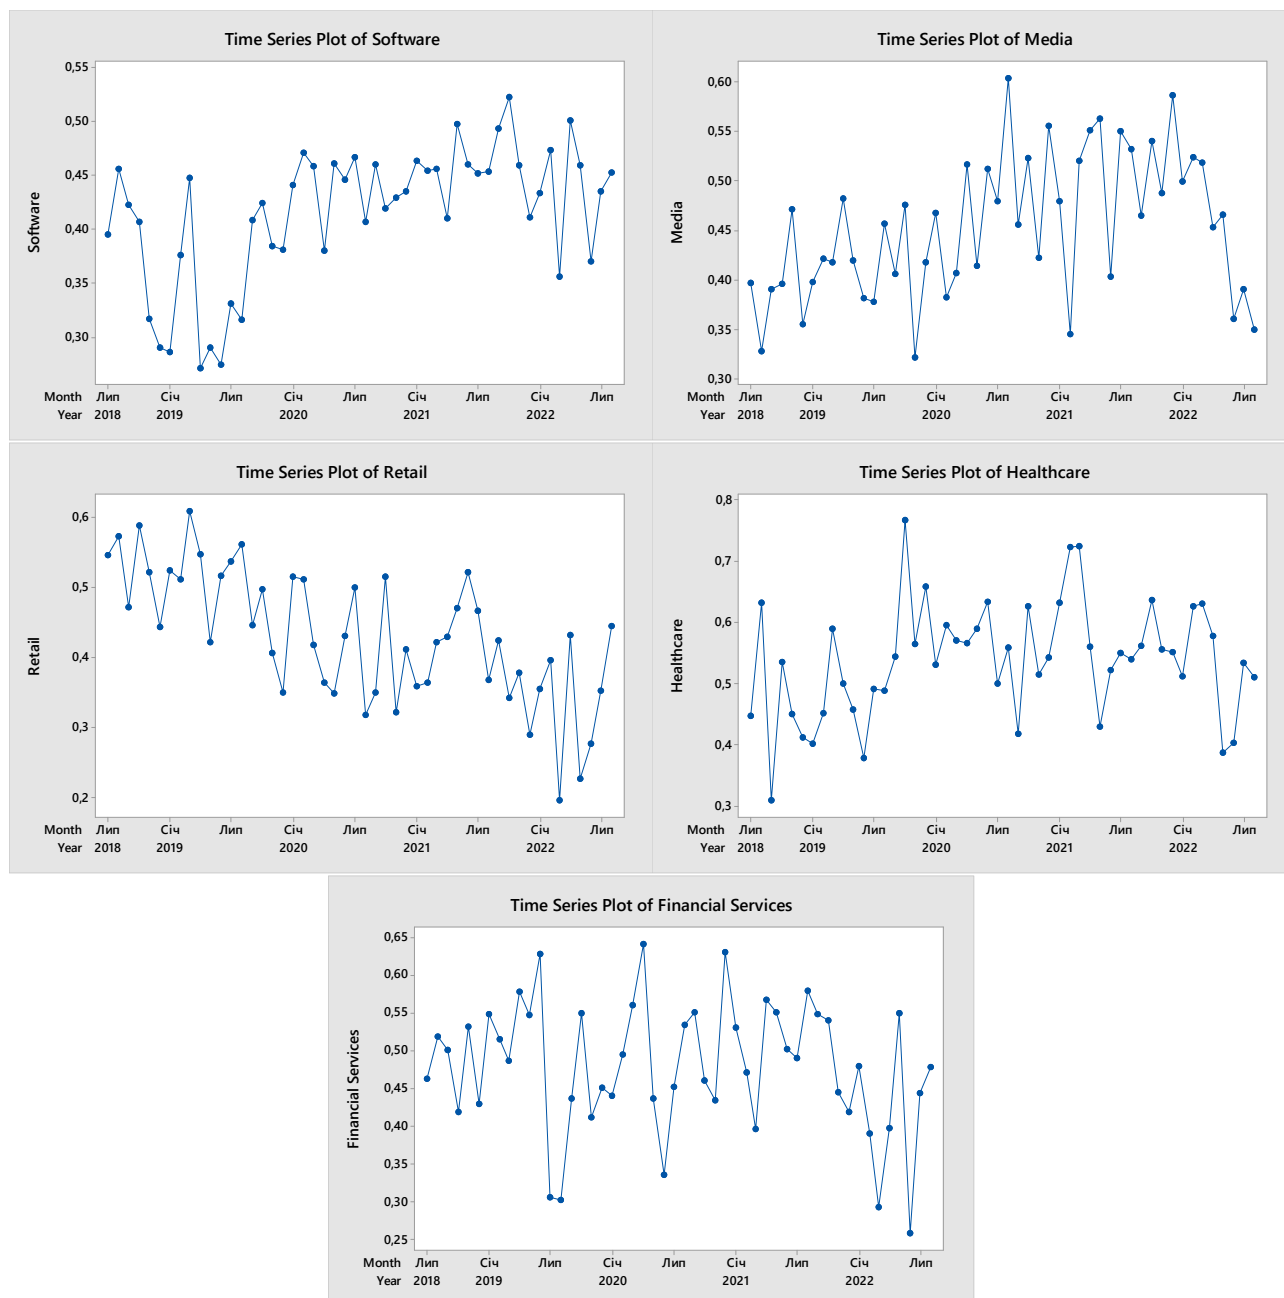 Time Series Plot of Software
0,55
0,50
0,45
0,40
0,35
0,30
Software
Month Лип Січ Лип Січ Лип Січ Лип Січ Лип
Year 2018 2019 2020 2021 2022
Time Series Plot of Media
0,60
0,55
0,50
0,45
0,40
0,35
0,30
Media
Month Лип Січ Лип Січ Лип Січ Лип Січ Лип
Year 2018 2019 2020 2021 2022
Time Series Plot of Retail
0,6
0,5
0,4
0,3
0,2
Retail
Month Лип Січ Лип Січ Лип Січ Лип Січ Лип
Year 2018 2019 2020 2021 2022
Time Series Plot of Healthcare
0,8
0,7
0,6
0,5
0,4
0,3
Healthcare
Month Лип Січ Лип Січ Лип Січ Лип Січ Лип
Year 2018 2019 2020 2021 2022
Time Series Plot of Financial Services
0,65
0,60
0,55
0,50
0,45
0,40
0,35
0,30
0,25
Financial Services
Month Лип Січ Лип Січ Лип Січ Лип Січ Лип
Year 2018 2019 2020 2021 2022